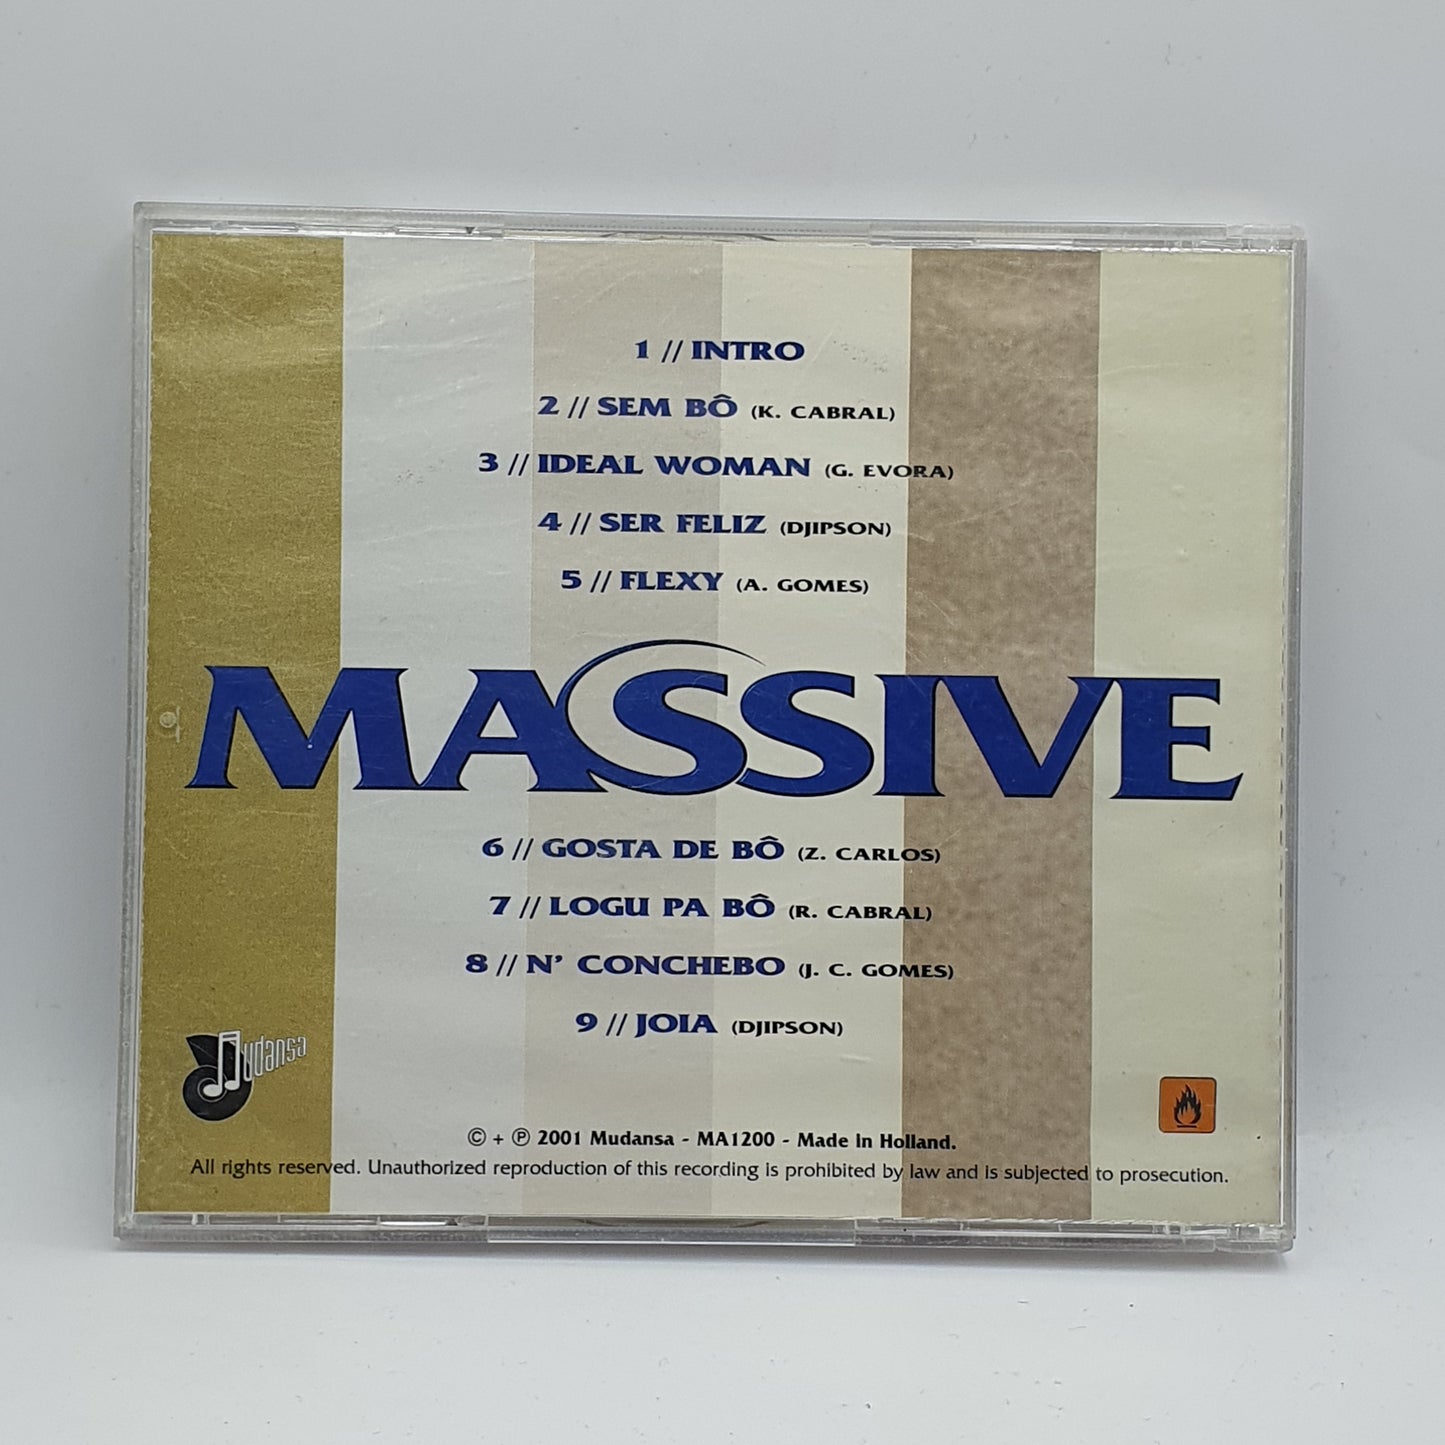 1 // INTRO
2 // SEM BÔ (K. CABRAL)
3 // IDEAL WOMAN (G. EVORA)
4 // SER FELIZ (DJIPSON)
5 // FLEXY (A. GOMES)
MASSIVE
6 // GOSTA DE BÔ (Z. CARLOS)
7 // LOGU PA BÔ (R. CABRAL)
8 // N' CONCHEBO (J. C. GOMES)
9 // JOIA (DJIPSON)
Mudansa
© + ℗ 2001 Mudansa - MA1200 - Made In Holland.
All rights reserved. Unauthorized reproduction of this recording is prohibited by law and is subjected to prosecution.